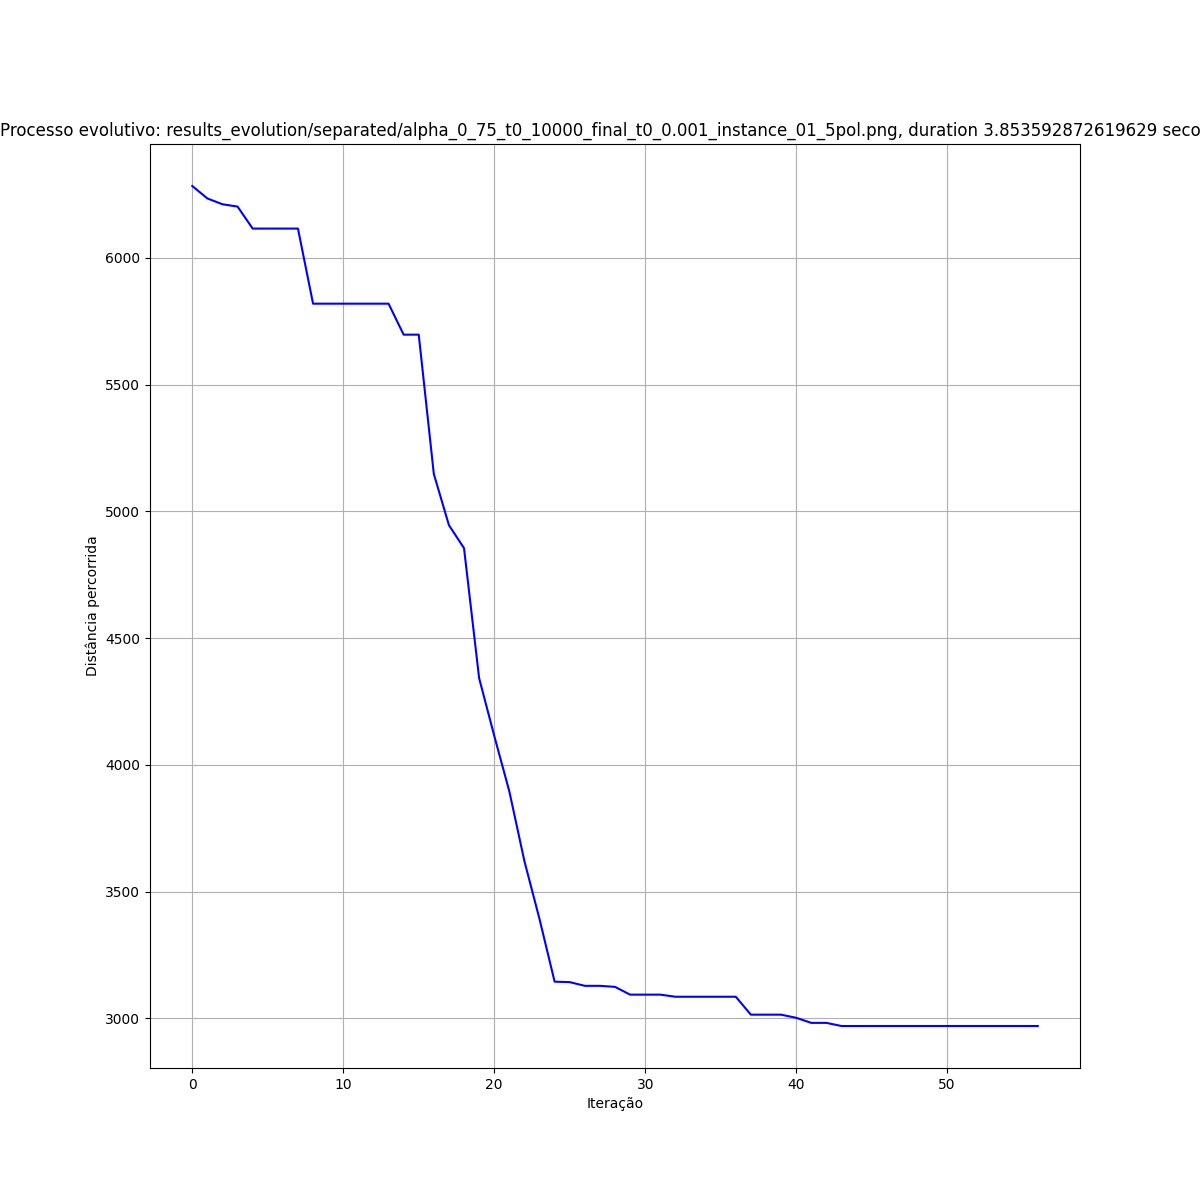 Processo evolutivo: results_evolution/separated/alpha_0_75_t0_10000_final_t0_0.001_instance_01_5pol.png, duration 3.853592872619629 seco
6000
5500
5000
4500
4000
3500
3000
Distância percorrida
0 10 20 30 40 50
Iteração